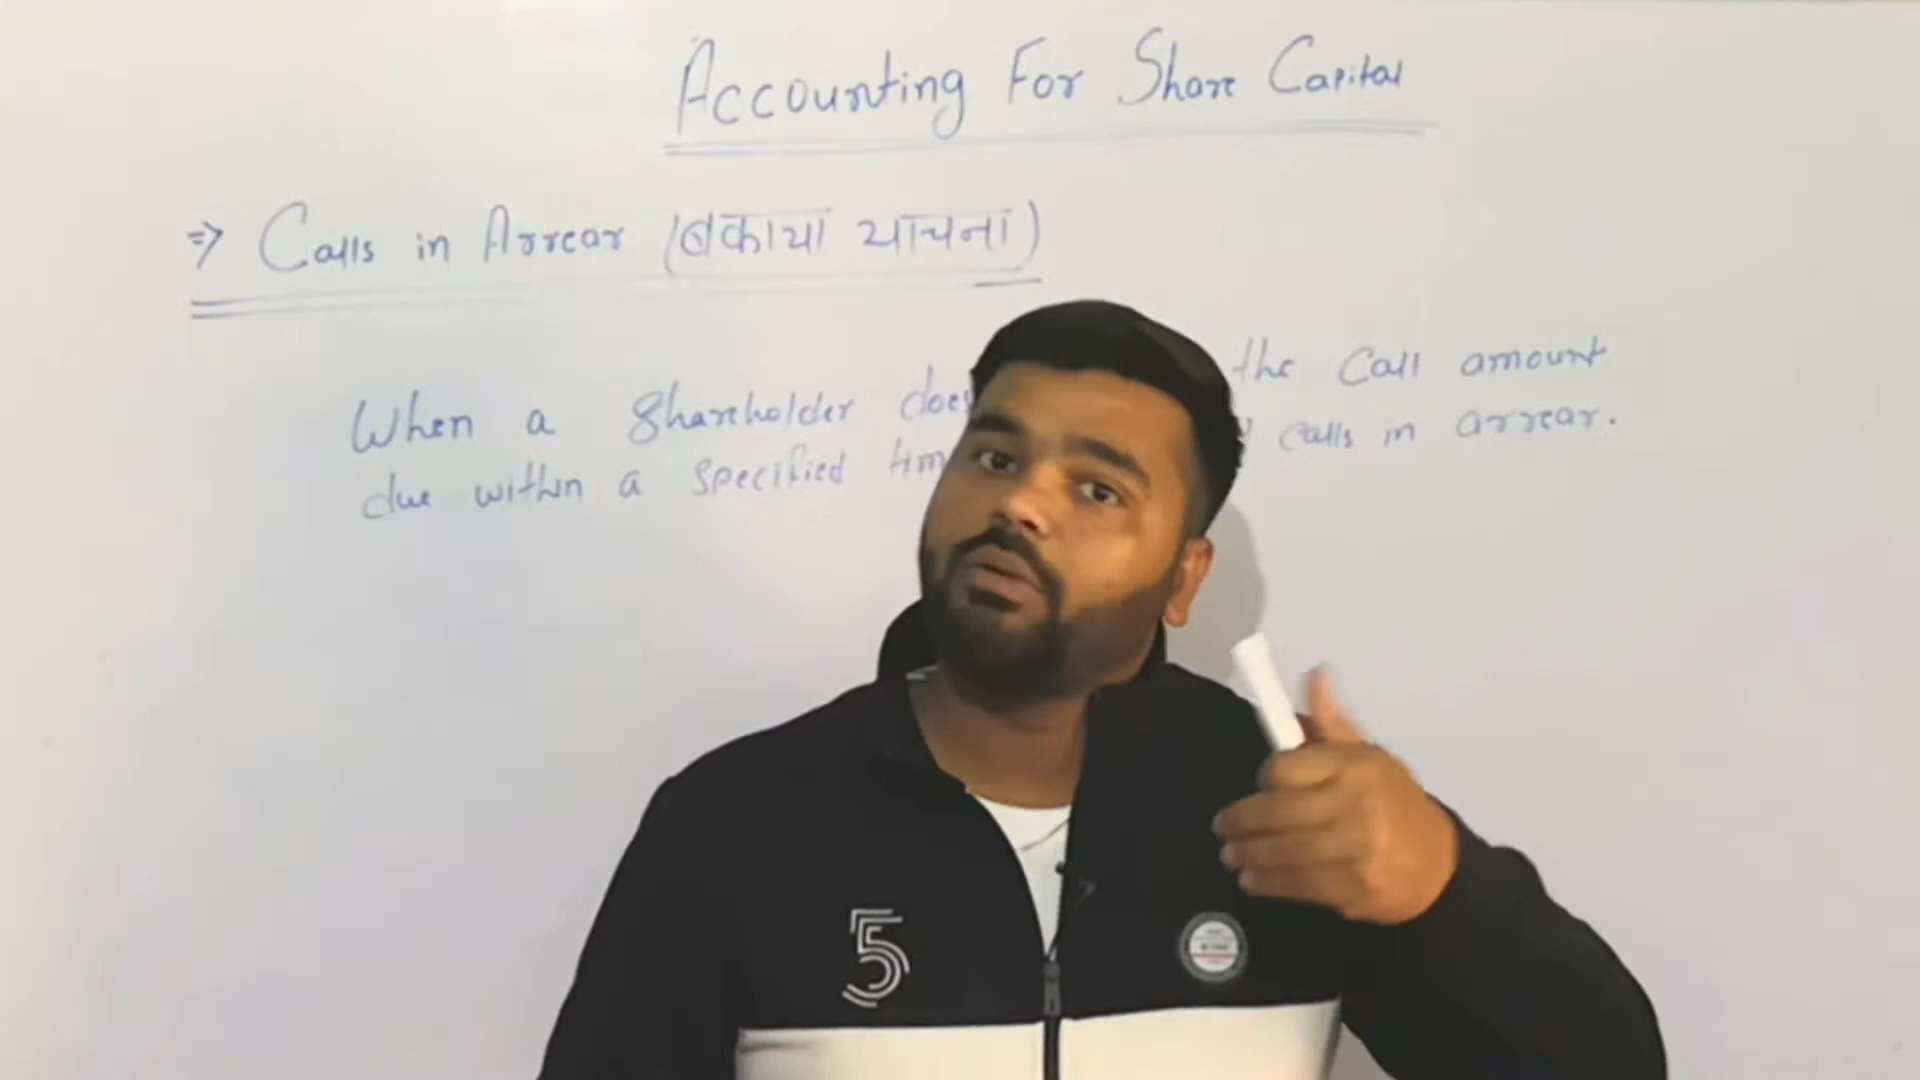 Accounting For Share Capital
⇒ Calls in Arrear (बकाया याचना)
When a Shareholder does the Call amount
due within a specified calls in arrear.
5